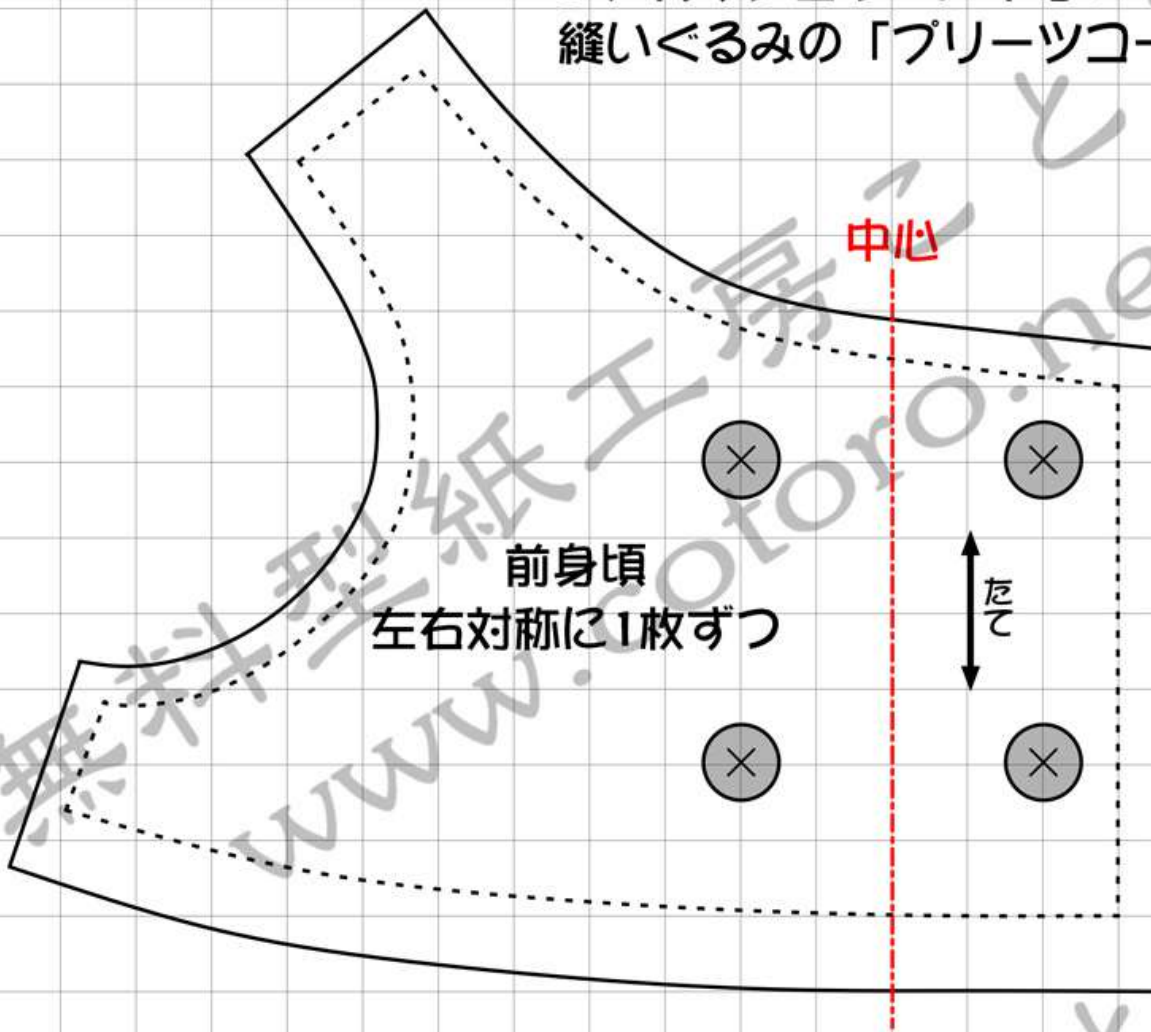 縫いぐるみの「プリーツコー
中心
前身頃
左右対称に1枚ずつ
たて
無料型紙工房こと
www.cotoro.ne